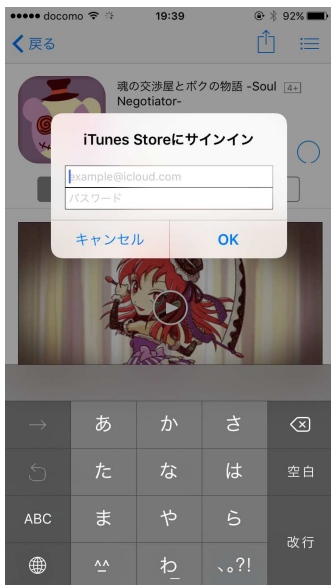 docomo 19:39 92%
戻る
魂の交渉屋とボクの物語 -Soul 4+
Negotiator-
iTunes Storeにサインイン
example@icloud.com
パスワード
キャンセル OK
→ あ か さ
た な は 空白
ABC ま や ら
改行
^^ わ_ 、。?!